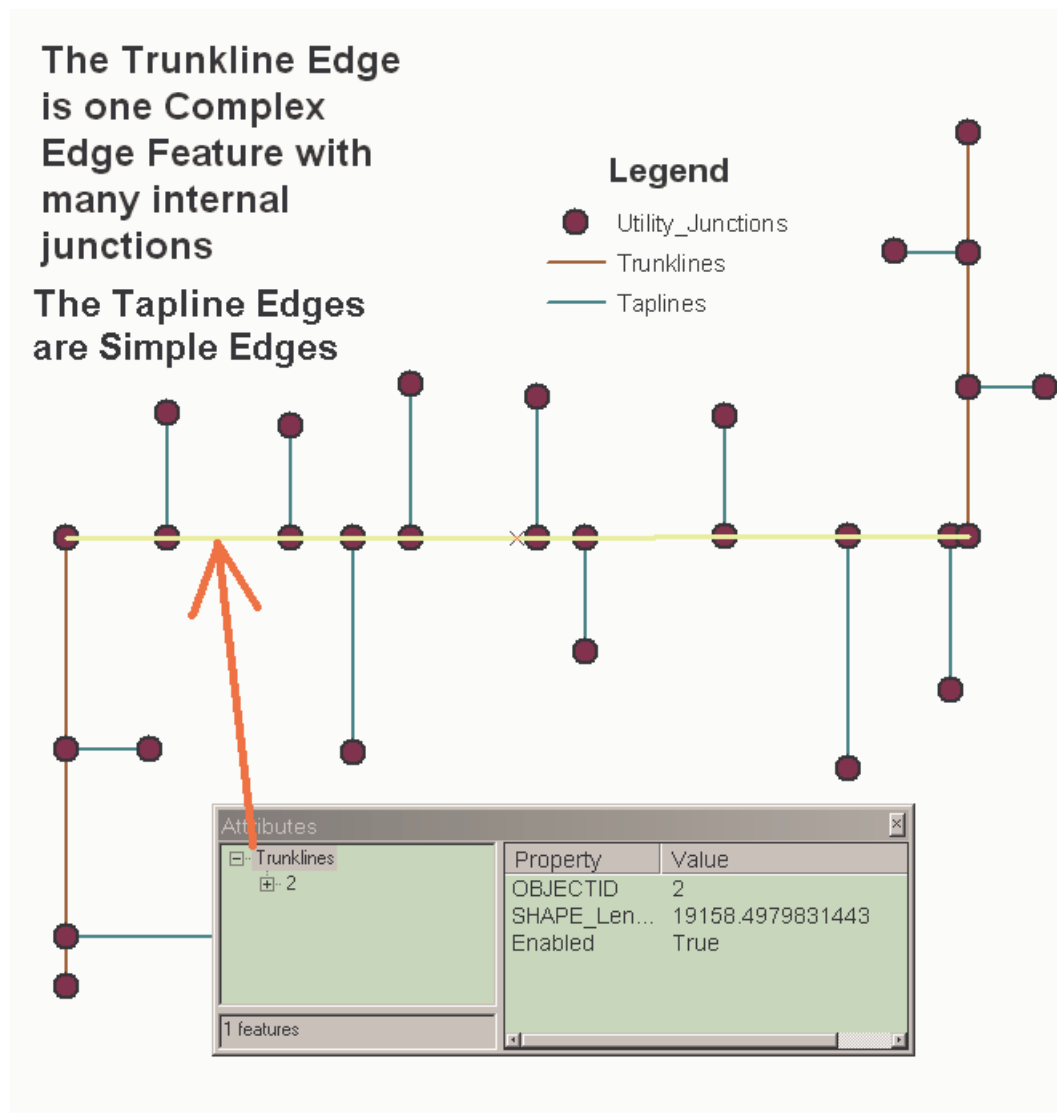 The Trunkline Edge
is one Complex
Edge Feature with
many internal
junctions
The Tapline Edges
are Simple Edges
Legend
Utility_Junctions
Trunklines
Taplines
Attributes
Trunklines
2
1 features
Property Value
OBJECTID 2
SHAPE_Len... 19158.4979831443
Enabled True